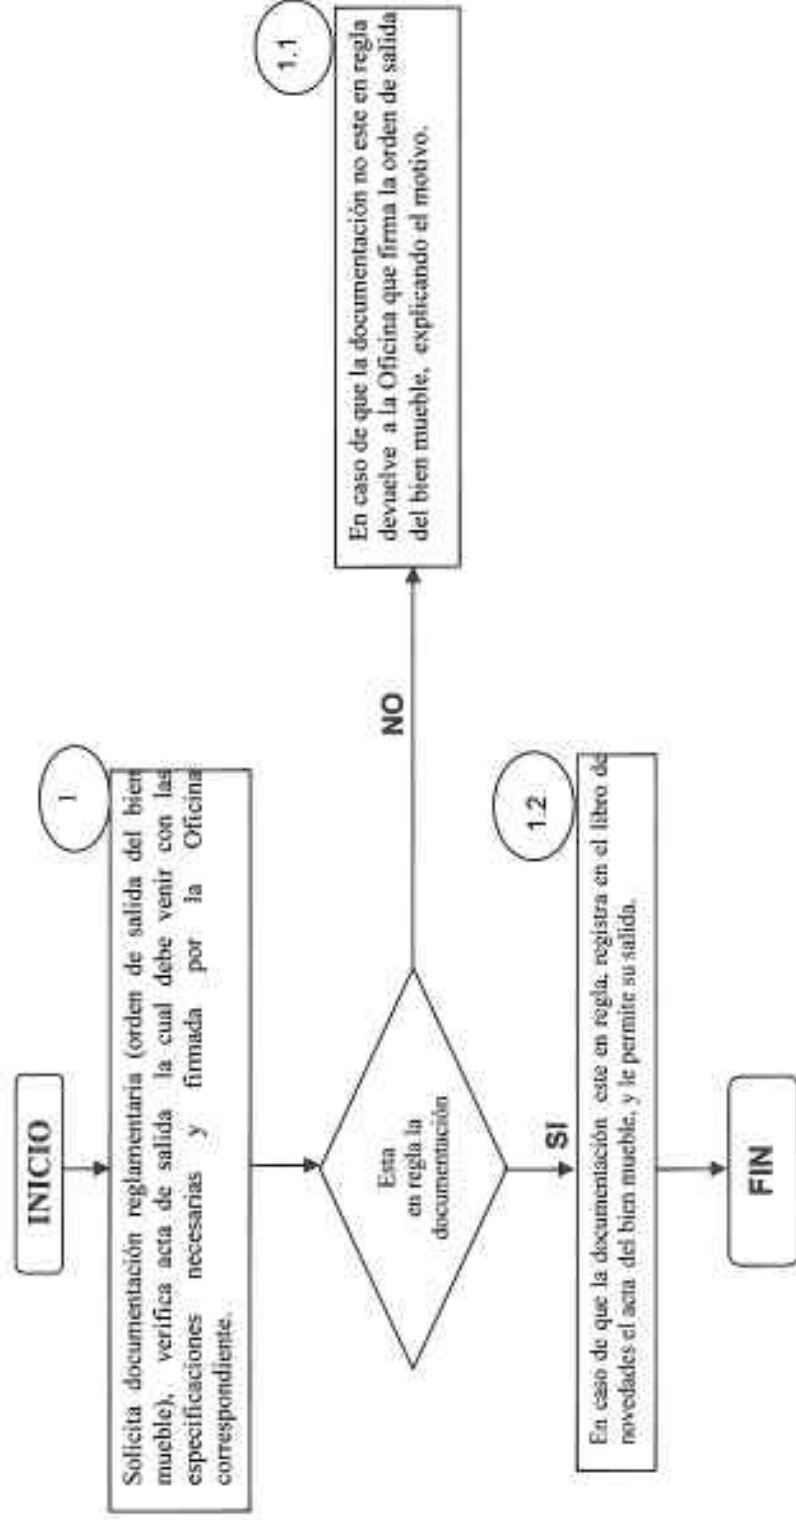 INICIO
1
Solicita documentación reglamentaria (orden de salida del bien
mueble), verifica acta de salida la cual debe venir con las
especificaciones necesarias y firmada por la Oficina
correspondiente.
Esta
en regla la
documentación
NO
1.1
En caso de que la documentación no este en regla
devuelve a la Oficina que firma la orden de salida
del bien mueble, explicando el motivo.
SI
1.2
En caso de que la documentación este en regla, registra en el libro de
novedades el acta del bien mueble, y le permite su salida.
FIN